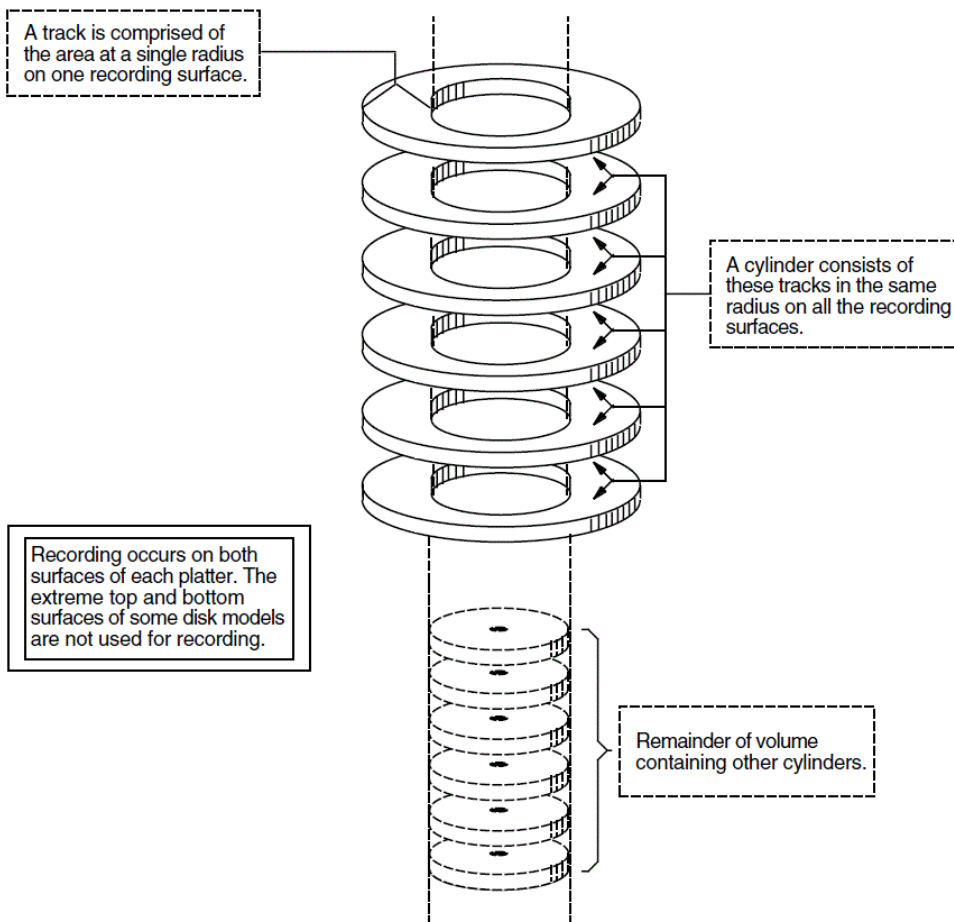 A track is comprised of
the area at a single radius
on one recording surface.
A cylinder consists of
these tracks in the same
radius on all the recording
surfaces.
Recording occurs on both
surfaces of each platter. The
extreme top and bottom
surfaces of some disk models
are not used for recording.
Remainder of volume
containing other cylinders.